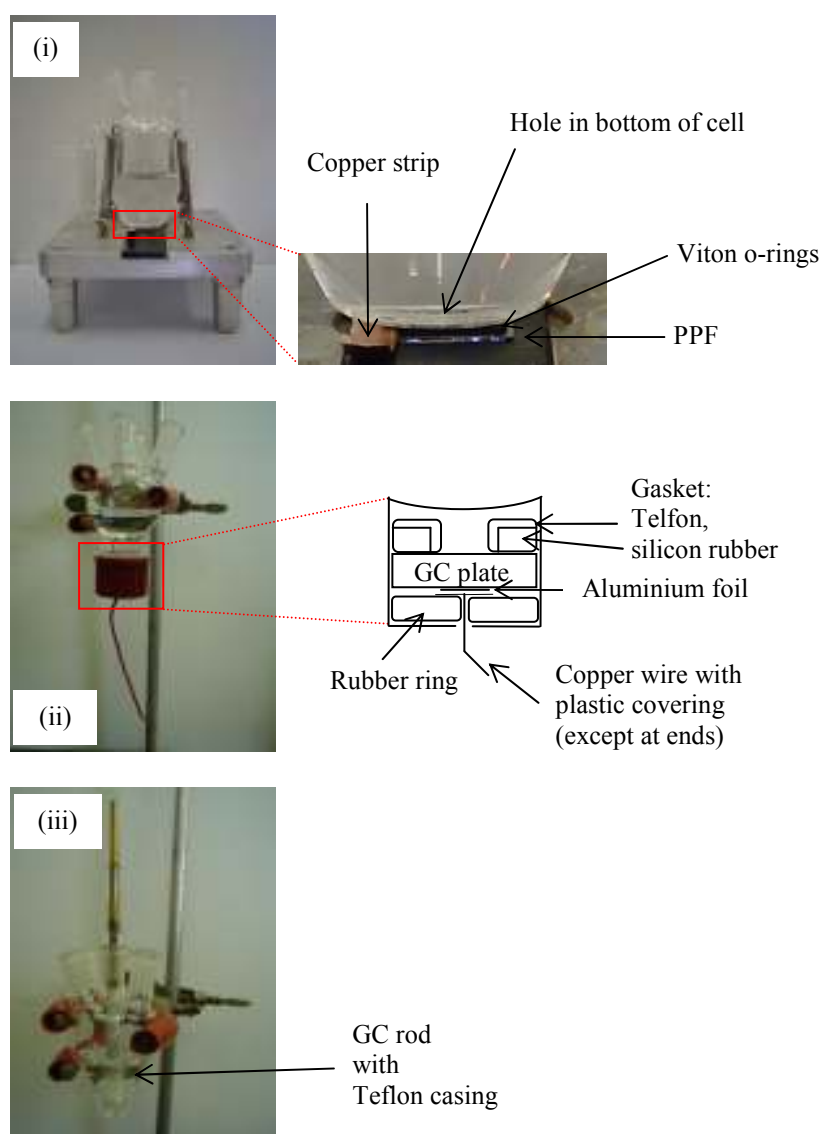 (i)
Hole in bottom of cell
Copper strip
Viton o-rings
PPF
(ii)
Gasket:
Telfon,
silicon rubber
GC plate
Aluminium foil
Rubber ring
Copper wire with
plastic covering
(except at ends)
(iii)
GC rod
with
Teflon casing